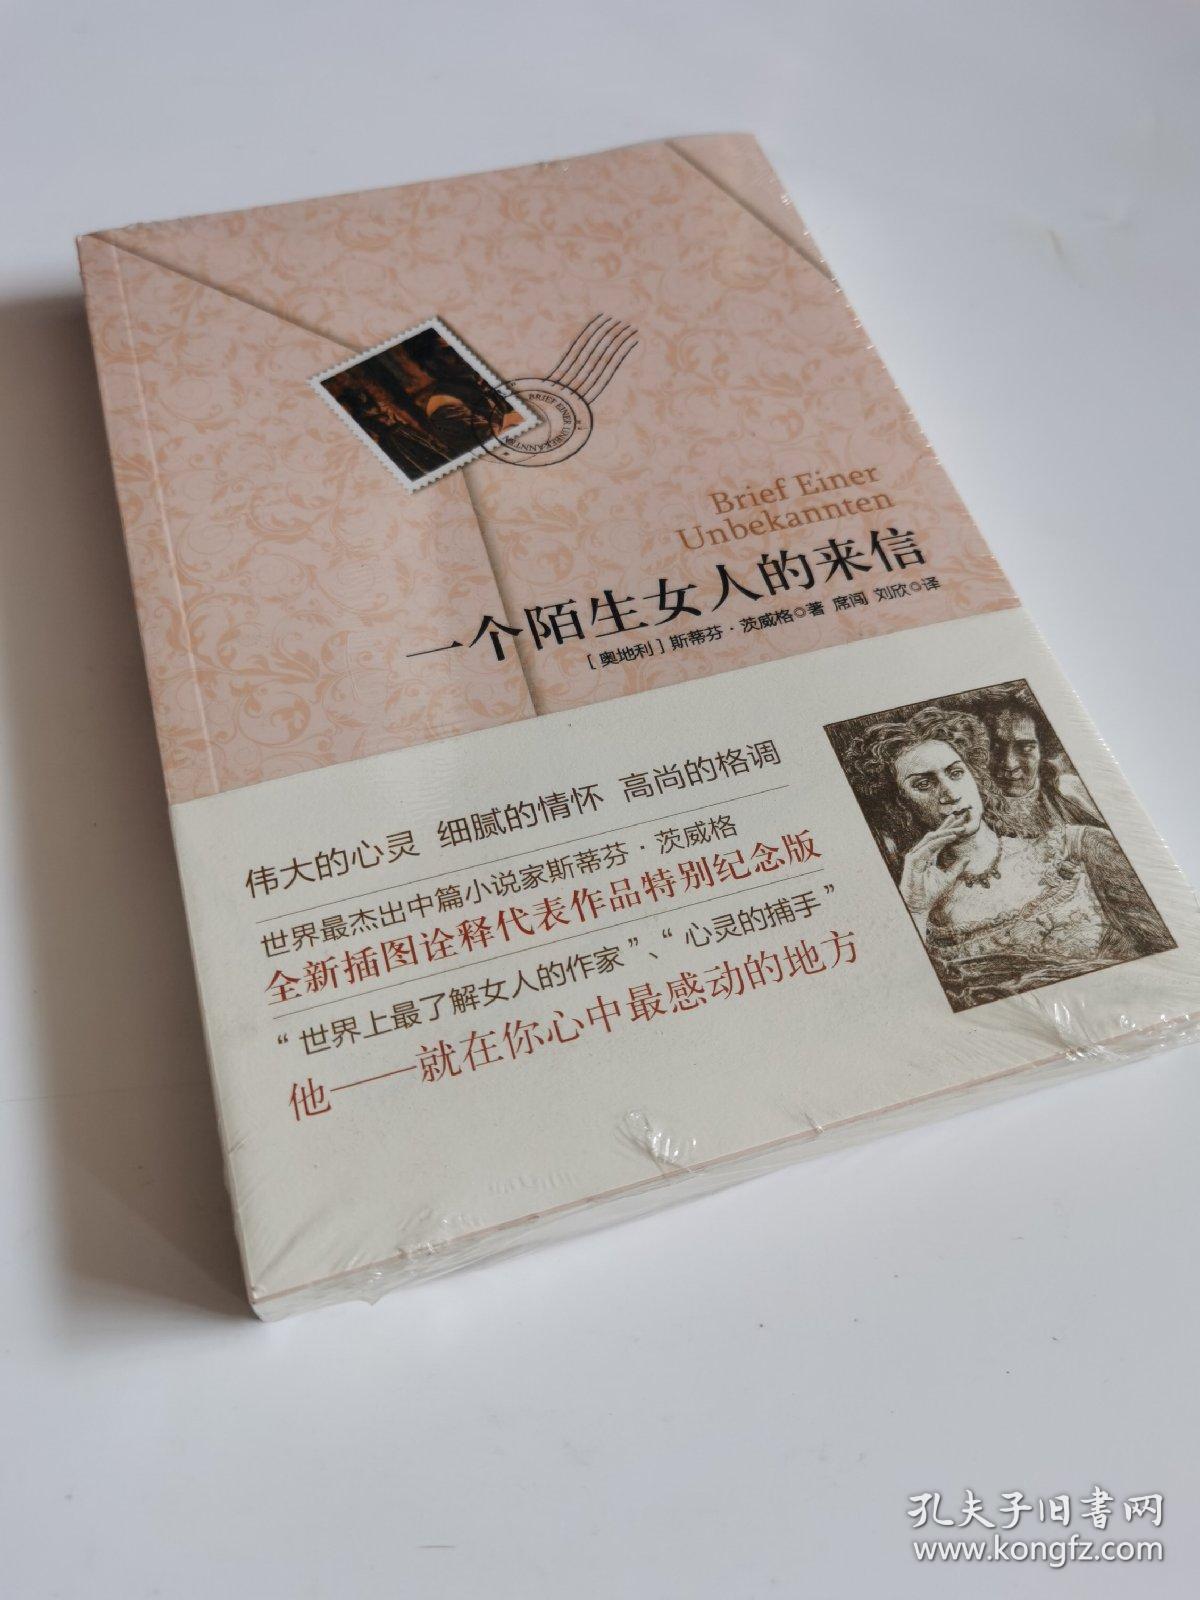 BRIEF EINER UNBEKANNTEN
Brief Einer
Unbekannten
一个陌生女人的来信
[奥地利]斯蒂芬·茨威格◎著 席闯 刘欣◎译
伟大的心灵 细腻的情怀 高尚的格调
世界最杰出中篇小说家斯蒂芬·茨威格
全新插图诠释代表作品特别纪念版
“世界上最了解女人的作家”、“心灵的捕手”
他——就在你心中最感动的地方
孔夫子旧书网
www.kongfz.com